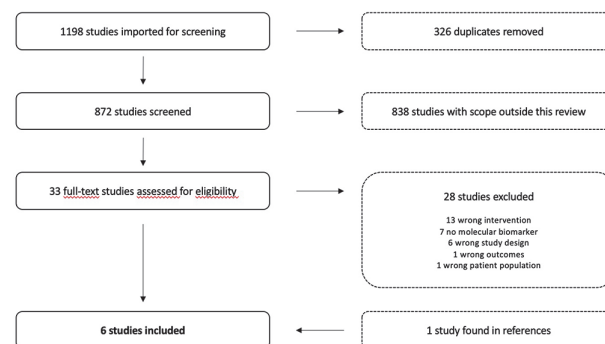 1198 studies imported for screening
326 duplicates removed
872 studies screened
838 studies with scope outside this review
33 full-text studies assessed for eligibility
28 studies excluded
13 wrong intervention
7 no molecular biomarker
6 wrong study design
1 wrong outcomes
1 wrong patient population
6 studies included
1 study found in references